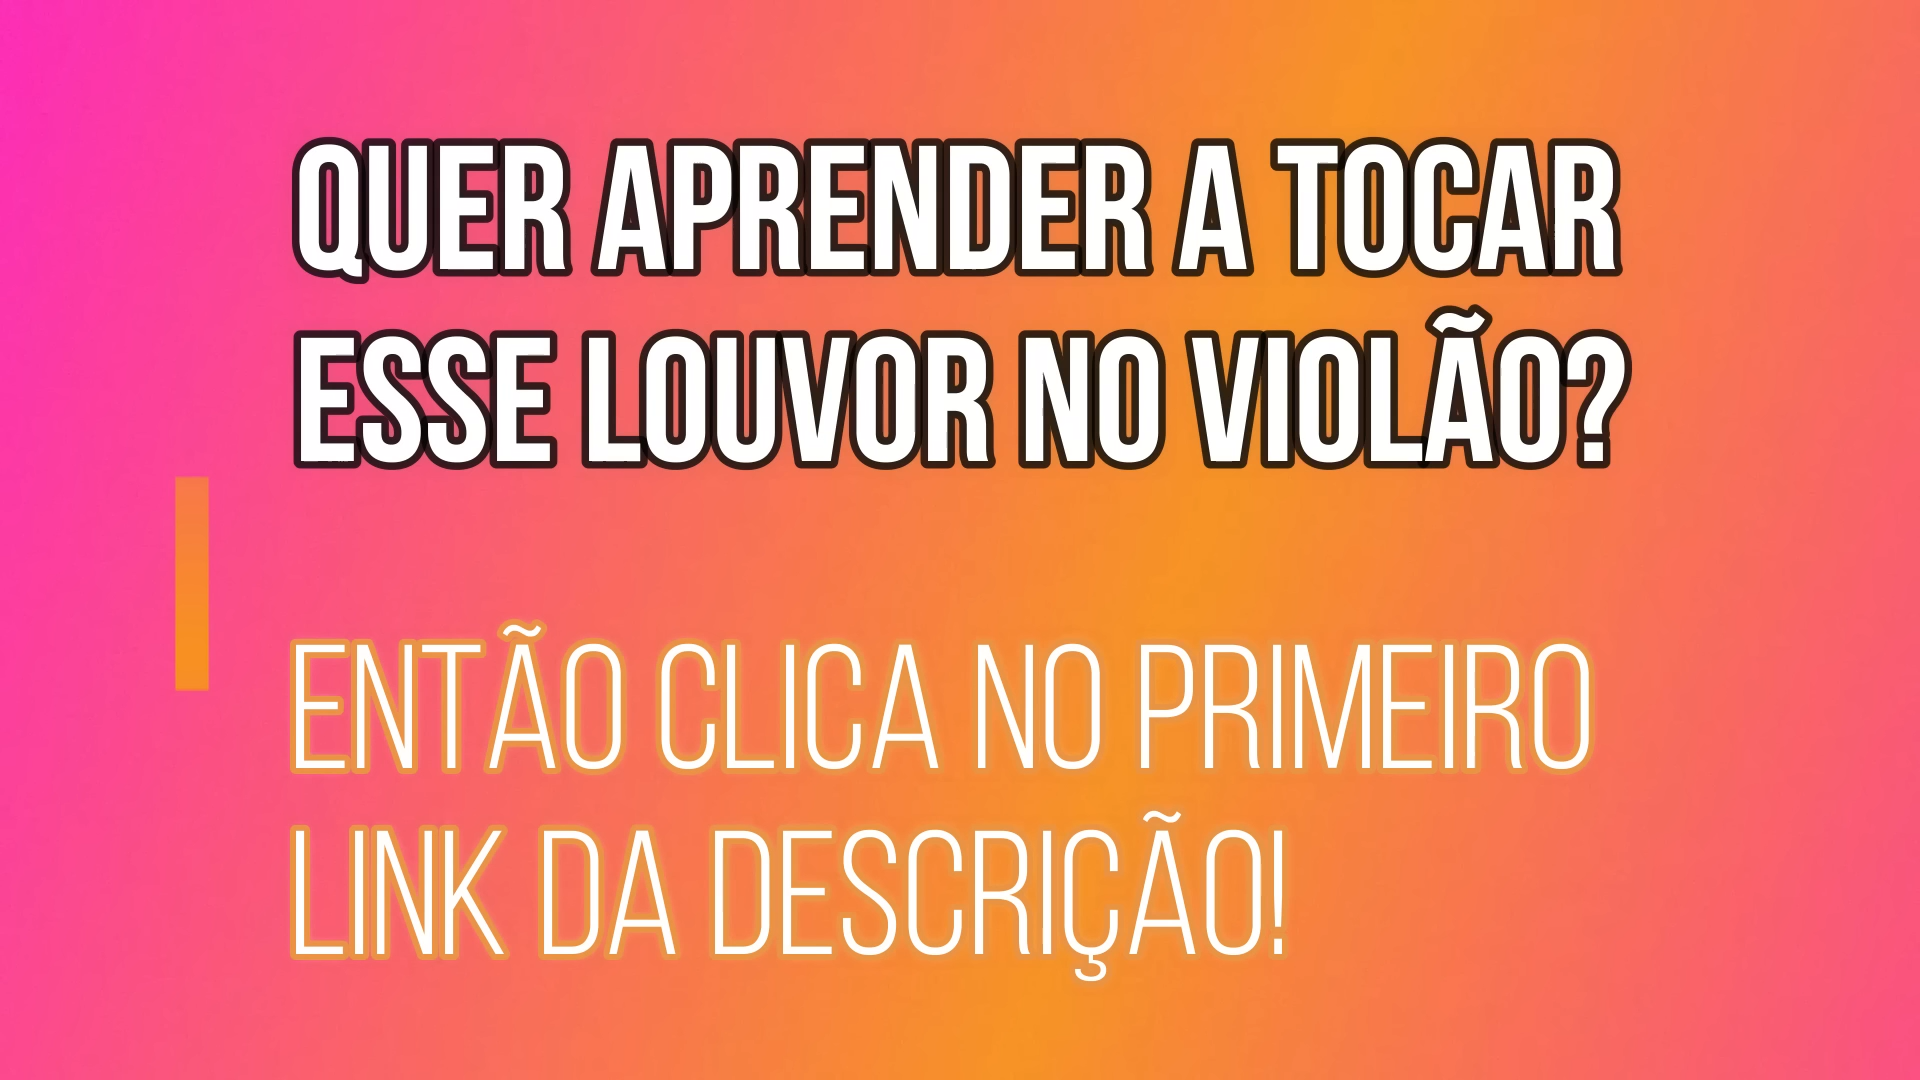 QUER APRENDER A TOCAR
ESSE LOUVOR NO VIOLÃO?
ENTÃO CLICA NO PRIMEIRO
LINK DA DESCRIÇÃO!